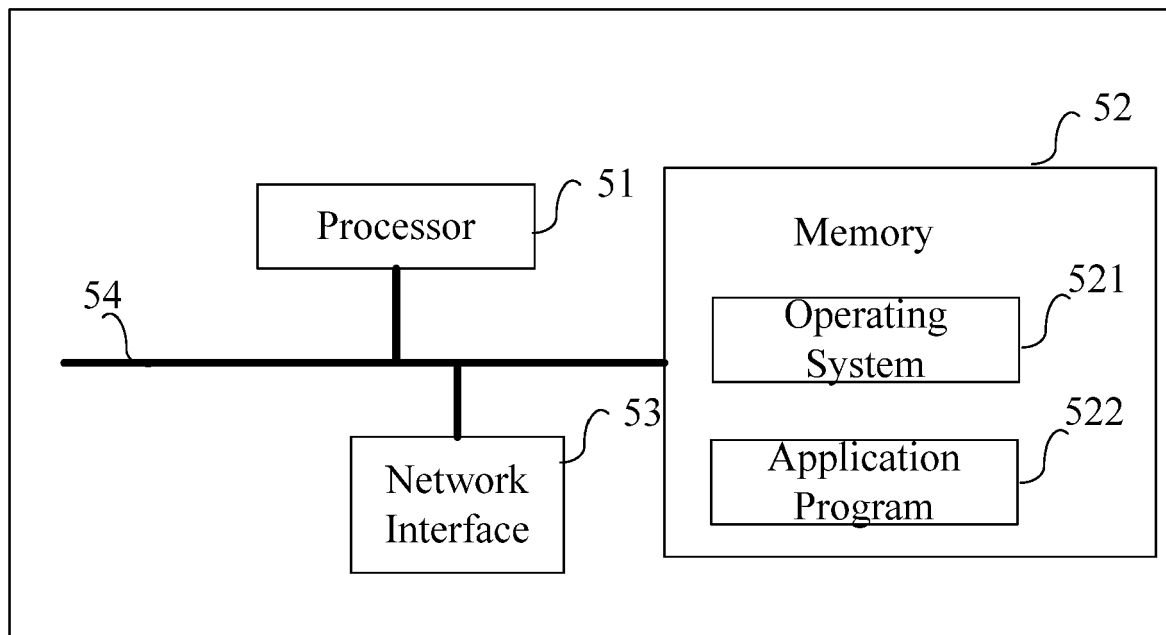 52
51
Processor
Memory
54
521
Operating
System
53
522
Network
Interface
Application
Program